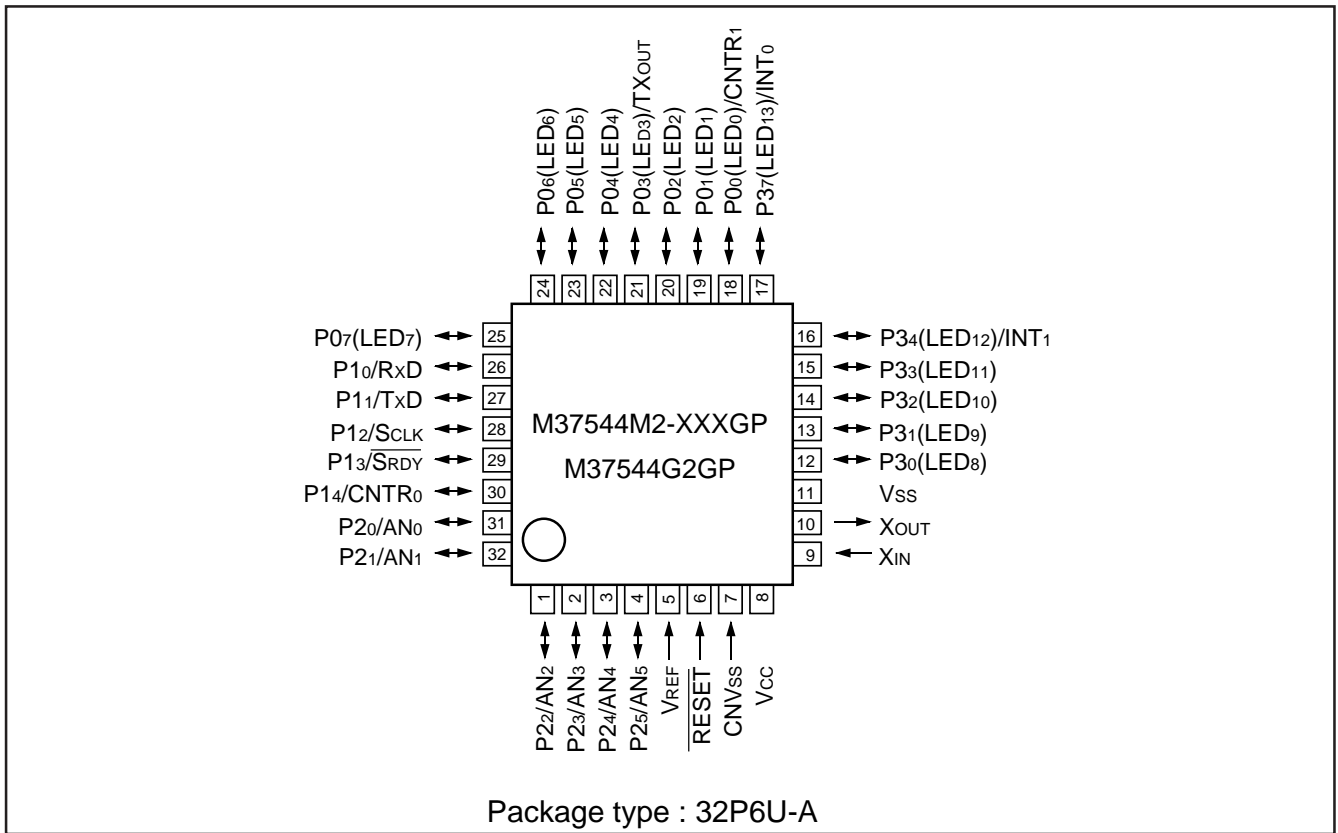 P06(LED6)
P05(LED5)
P04(LED4)
P03(LED3)/TXOUT
P02(LED2)
P01(LED1)
P00(LED0)/CNTR1
P37(LED13)/INT0
24
23
22
21
20
19
18
17
P07(LED7)
25
P10/RxD
26
P11/TxD
27
P12/SCLK
28
P13/SRDY
29
P14/CNTR0
30
P20/AN0
31
P21/AN1
32
M37544M2-XXXGP
M37544G2GP
16
P34(LED12)/INT1
15
P33(LED11)
14
P32(LED10)
13
P31(LED9)
12
P30(LED8)
11
VSS
10
XOUT
9
XIN
1
2
3
4
5
6
7
8
P22/AN2
P23/AN3
P24/AN4
P25/AN5
VREF
RESET
CNVSS
VCC
Package type : 32P6U-A